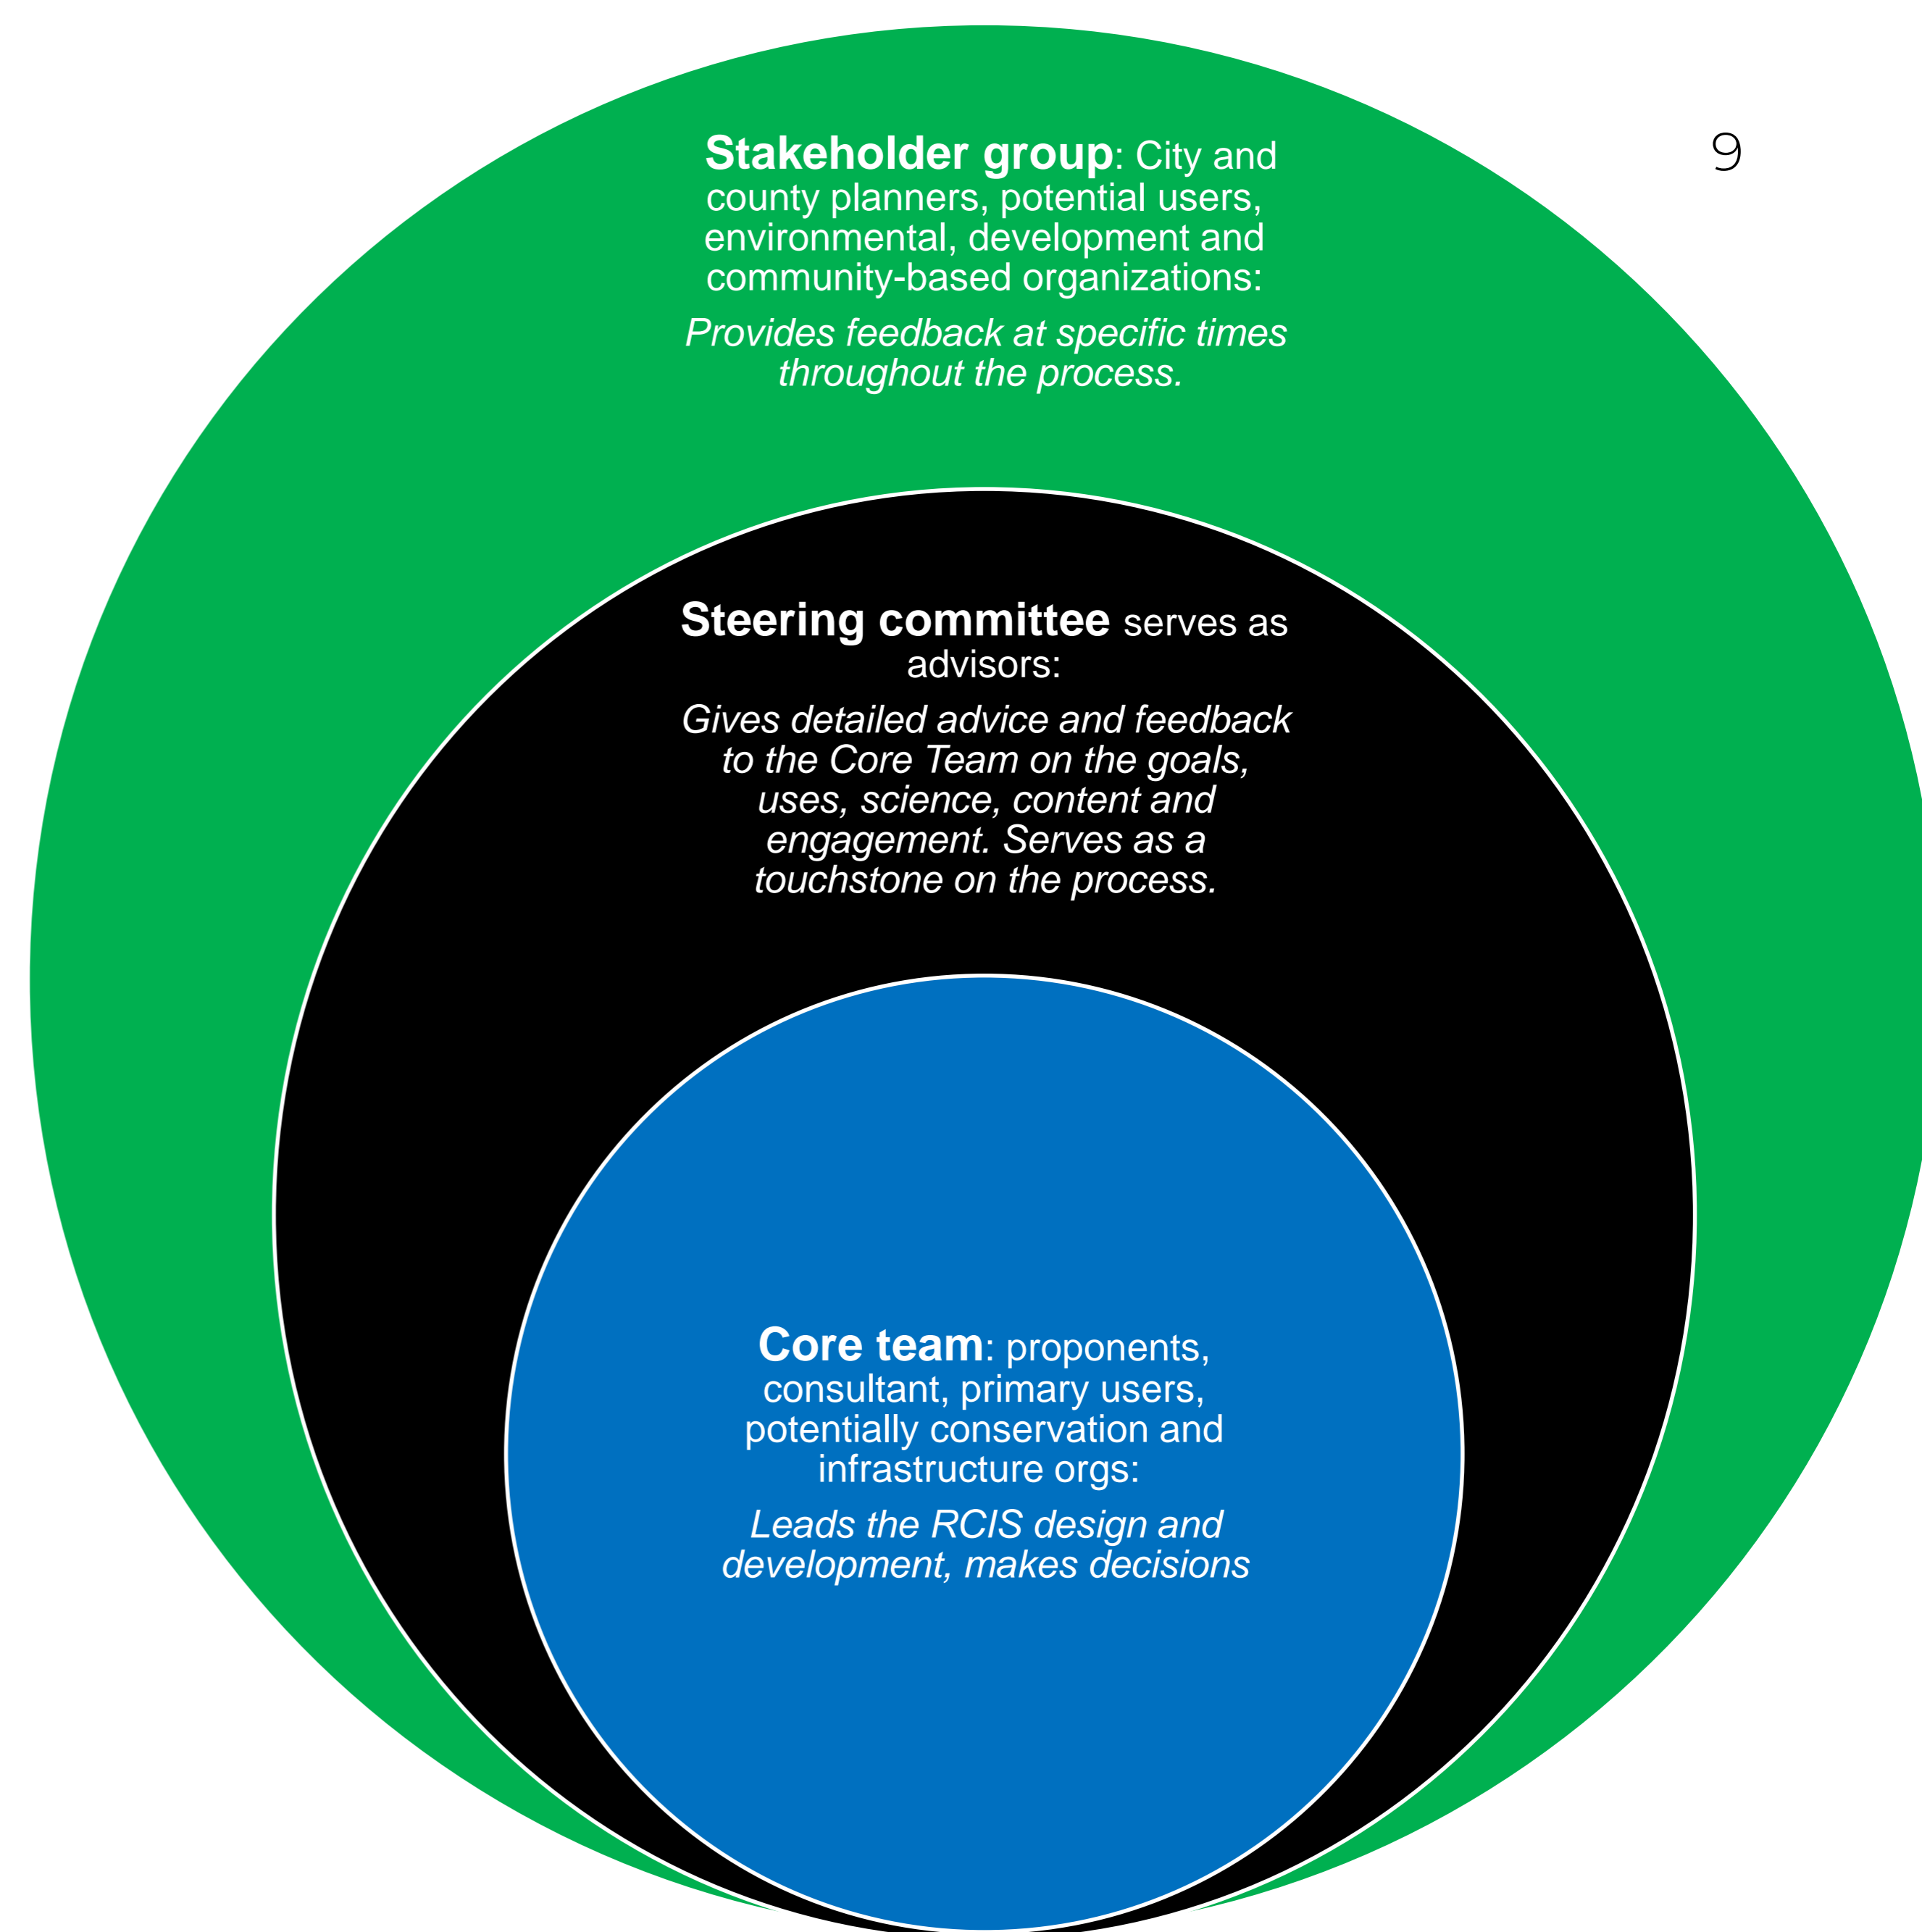 Stakeholder group: City and
county planners, potential users,
environmental, development and
community-based organizations:
Provides feedback at specific times
throughout the process.
9
Steering committee serves as
advisors:
Gives detailed advice and feedback
to the Core Team on the goals,
uses, science, content and
engagement. Serves as a
touchstone on the process.
Core team: proponents,
consultant, primary users,
potentially conservation and
infrastructure orgs:
Leads the RCIS design and
development, makes decisions